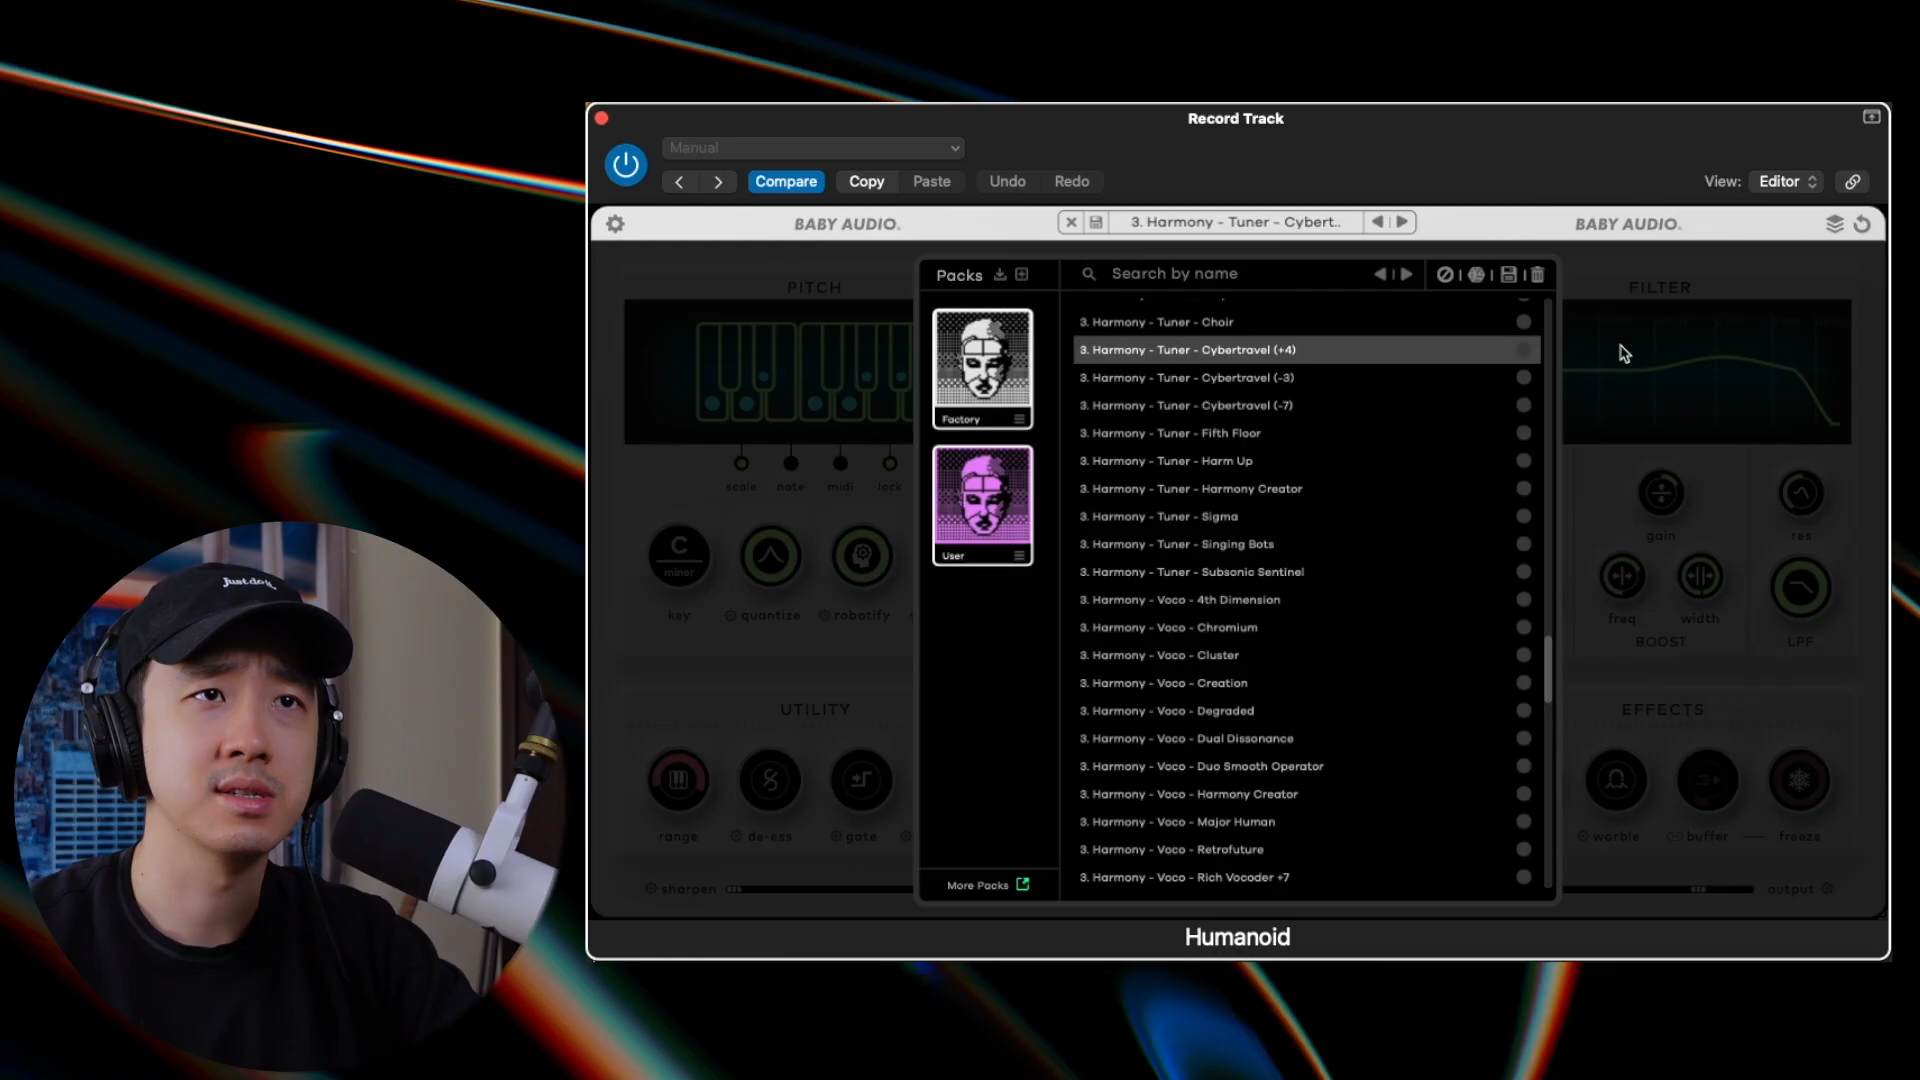 Record Track
Manual
Compare Copy Paste Undo Redo
View: Editor
BABY AUDIO.
3. Harmony - Tuner - Cybert..
BABY AUDIO.
Packs
Search by name
Factory
User
More Packs
3. Harmony - Tuner - Choir
3. Harmony - Tuner - Cybertravel (+4)
3. Harmony - Tuner - Cybertravel (-3)
3. Harmony - Tuner - Cybertravel (-7)
3. Harmony - Tuner - Fifth Floor
3. Harmony - Tuner - Harm Up
3. Harmony - Tuner - Harmony Creator
3. Harmony - Tuner - Sigma
3. Harmony - Tuner - Singing Bots
3. Harmony - Tuner - Subsonic Sentinel
3. Harmony - Voco - 4th Dimension
3. Harmony - Voco - Chromium
3. Harmony - Voco - Cluster
3. Harmony - Voco - Creation
3. Harmony - Voco - Degraded
3. Harmony - Voco - Dual Dissonance
3. Harmony - Voco - Duo Smooth Operator
3. Harmony - Voco - Harmony Creator
3. Harmony - Voco - Major Human
3. Harmony - Voco - Retrofuture
3. Harmony - Voco - Rich Vocoder +7
PITCH
scale note midi lock
C
minor
key quantize robotify
UTILITY
range de-ess gate
sharpen
FILTER
gain res
freq width
BOOST LPF
EFFECTS
warble buffer freeze
output
Humanoid
Just do it.